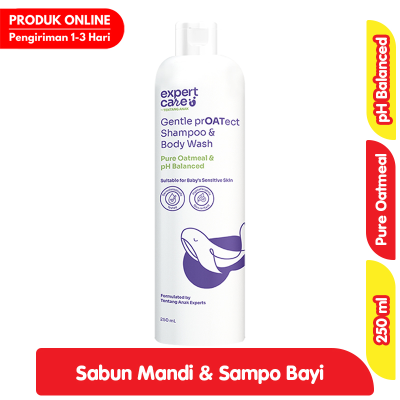 PRODUK ONLINE
Pengiriman 1-3 Hari
expert
care
Gentle prOATect
Shampoo &
Body Wash
Pure Oatmeal &
pH Balanced
Suitable for Baby's Sensitive Skin
Formulated by
Tentang Anak Experts
250 mL
pH Balanced
Pure Oatmeal
250 ml
Sabun Mandi & Sampo Bayi